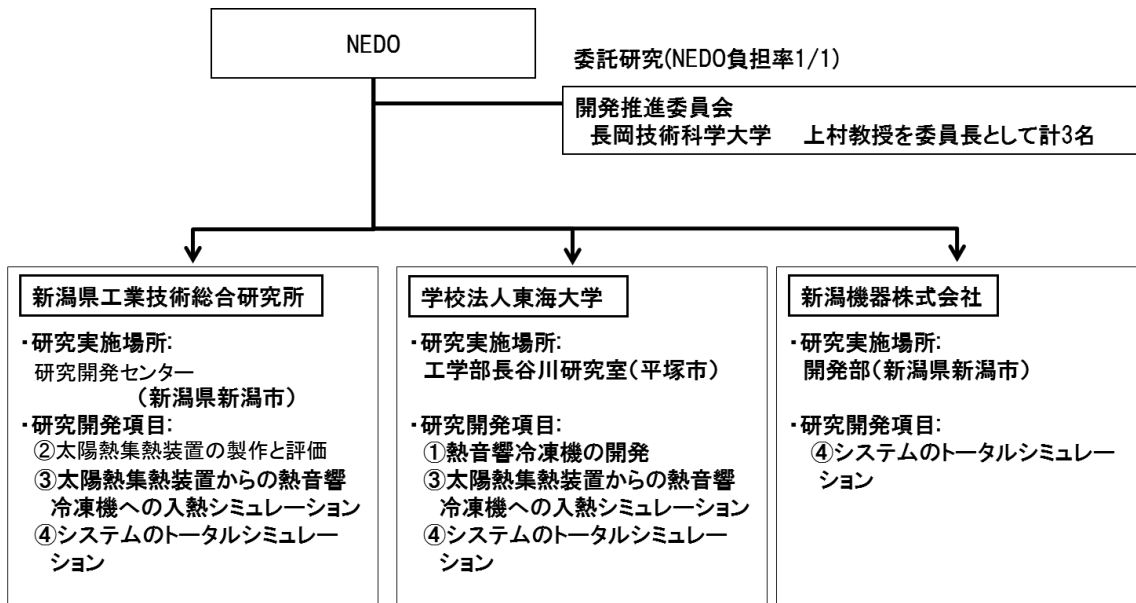 NEDO
委託研究(NEDO負担率1/1)
開発推進委員会
長岡技術科学大学　上村教授を委員長として計3名
新潟県工業技術総合研究所
・研究実施場所:
研究開発センター
（新潟県新潟市）
・研究開発項目:
②太陽熱集熱装置の製作と評価
③太陽熱集熱装置からの熱音響
冷凍機への入熱シミュレーション
④システムのトータルシミュレー
ション
学校法人東海大学
・研究実施場所:
工学部長谷川研究室（平塚市）
・研究開発項目:
①熱音響冷凍機の開発
③太陽熱集熱装置からの熱音響
冷凍機への入熱シミュレーション
④システムのトータルシミュレー
ション
新潟機器株式会社
・研究実施場所:
開発部（新潟県新潟市）
・研究開発項目:
④システムのトータルシミュレー
ション